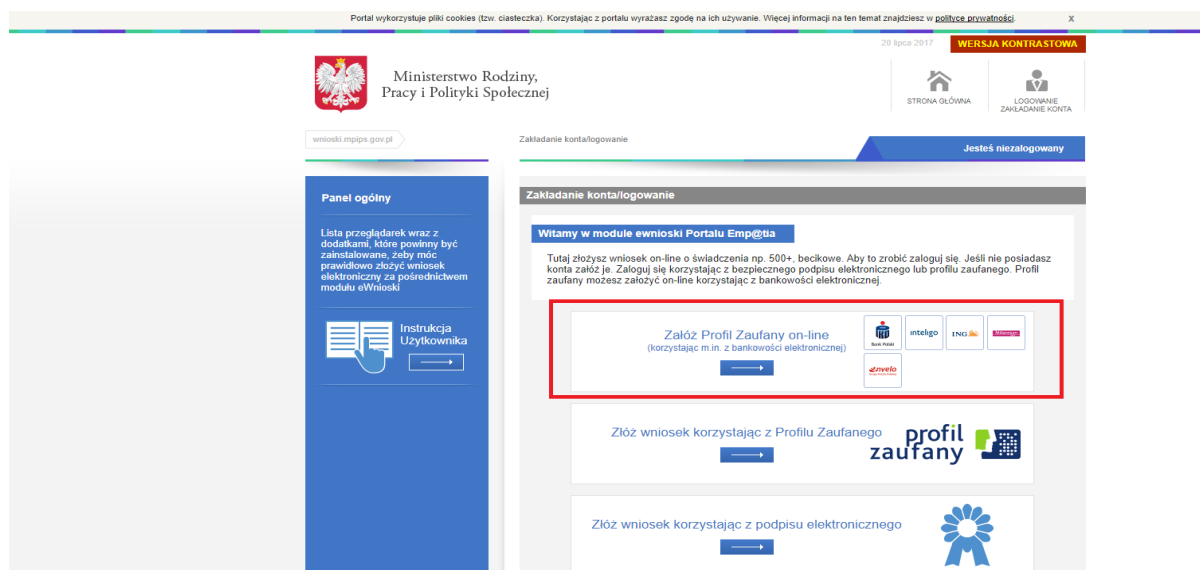 Portal wykorzystuje pliki cookies (tzw. ciasteczka). Korzystając z portalu wyrażasz zgodę na ich używanie. Więcej informacji na ten temat znajdziesz w polityce prywatności. X
20 lipca 2017
WERSJA KONTRASTOWA
Ministerstwo Rodziny,
Pracy i Polityki Społecznej
STRONA GŁÓWNA
LOGOWANIE
ZAKŁADANIE KONTA
wnioski.mpips.gov.pl
Zakładanie konta/logowanie
Jesteś niezalogowany
Panel ogólny
Lista przeglądarek wraz z
dodatkami, które powinny być
zainstalowane, żeby móc
prawidłowo złożyć wniosek
elektroniczny za pośrednictwem
modułu eWnioski
Instrukcja
Użytkownika
Zakładanie konta/logowanie
Witamy w module ewnioski Portalu Emp@tia
Tutaj złożysz wniosek on-line o świadczenia np. 500+, becikowe. Aby to zrobić zaloguj się. Jeśli nie posiadasz
konta załóż je. Zaloguj się korzystając z bezpiecznego podpisu elektronicznego lub profilu zaufanego. Profil
zaufany możesz założyć on-line korzystając z bankowości elektronicznej.
Załóż Profil Zaufany on-line
(korzystając m.in. z bankowości elektronicznej)
Bank Polski
inteligo
ING
Millennium
envelo
Złóż wniosek korzystając z Profilu Zaufanego
profil
zaufany
Złóż wniosek korzystając z podpisu elektronicznego